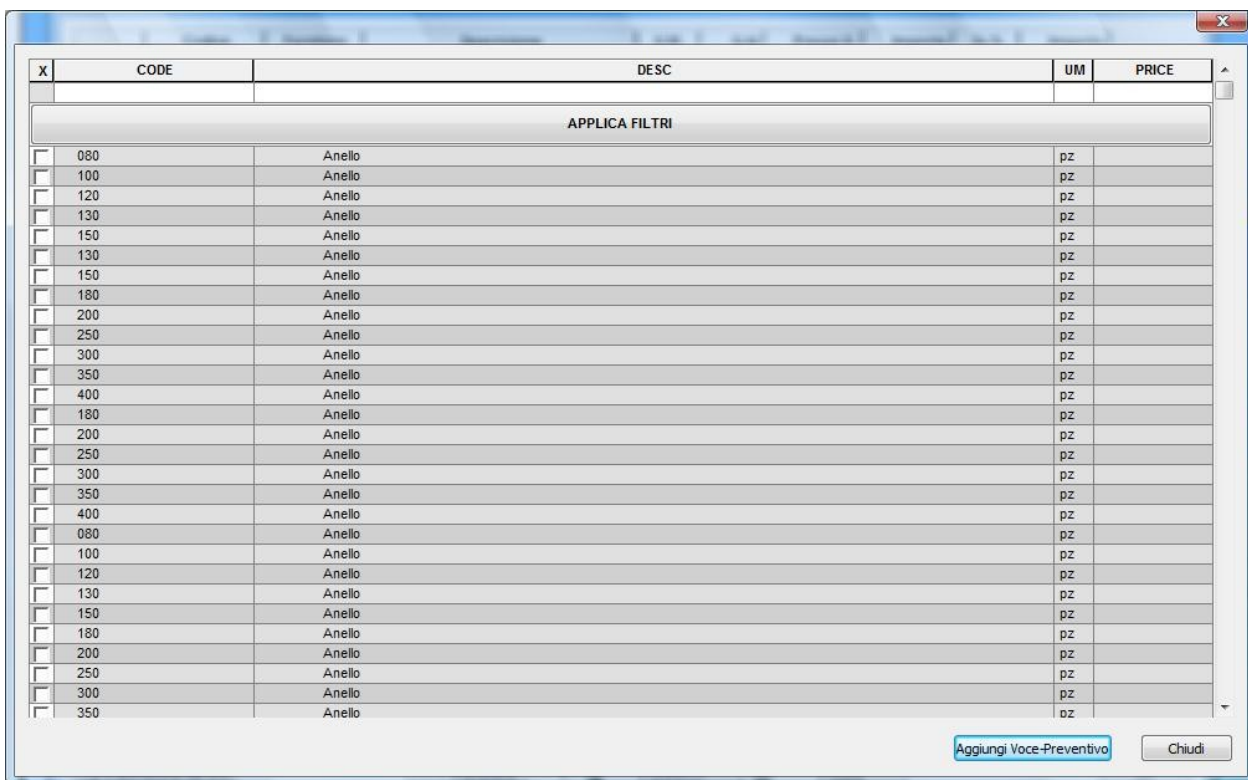 X CODE DESC UM PRICE
APPLICA FILTRI
080 Anello pz
100 Anello pz
120 Anello pz
130 Anello pz
150 Anello pz
130 Anello pz
150 Anello pz
180 Anello pz
200 Anello pz
250 Anello pz
300 Anello pz
350 Anello pz
400 Anello pz
180 Anello pz
200 Anello pz
250 Anello pz
300 Anello pz
350 Anello pz
400 Anello pz
080 Anello pz
100 Anello pz
120 Anello pz
130 Anello pz
150 Anello pz
180 Anello pz
200 Anello pz
250 Anello pz
300 Anello pz
350 Anello pz
Aggiungi Voce-Preventivo Chiudi